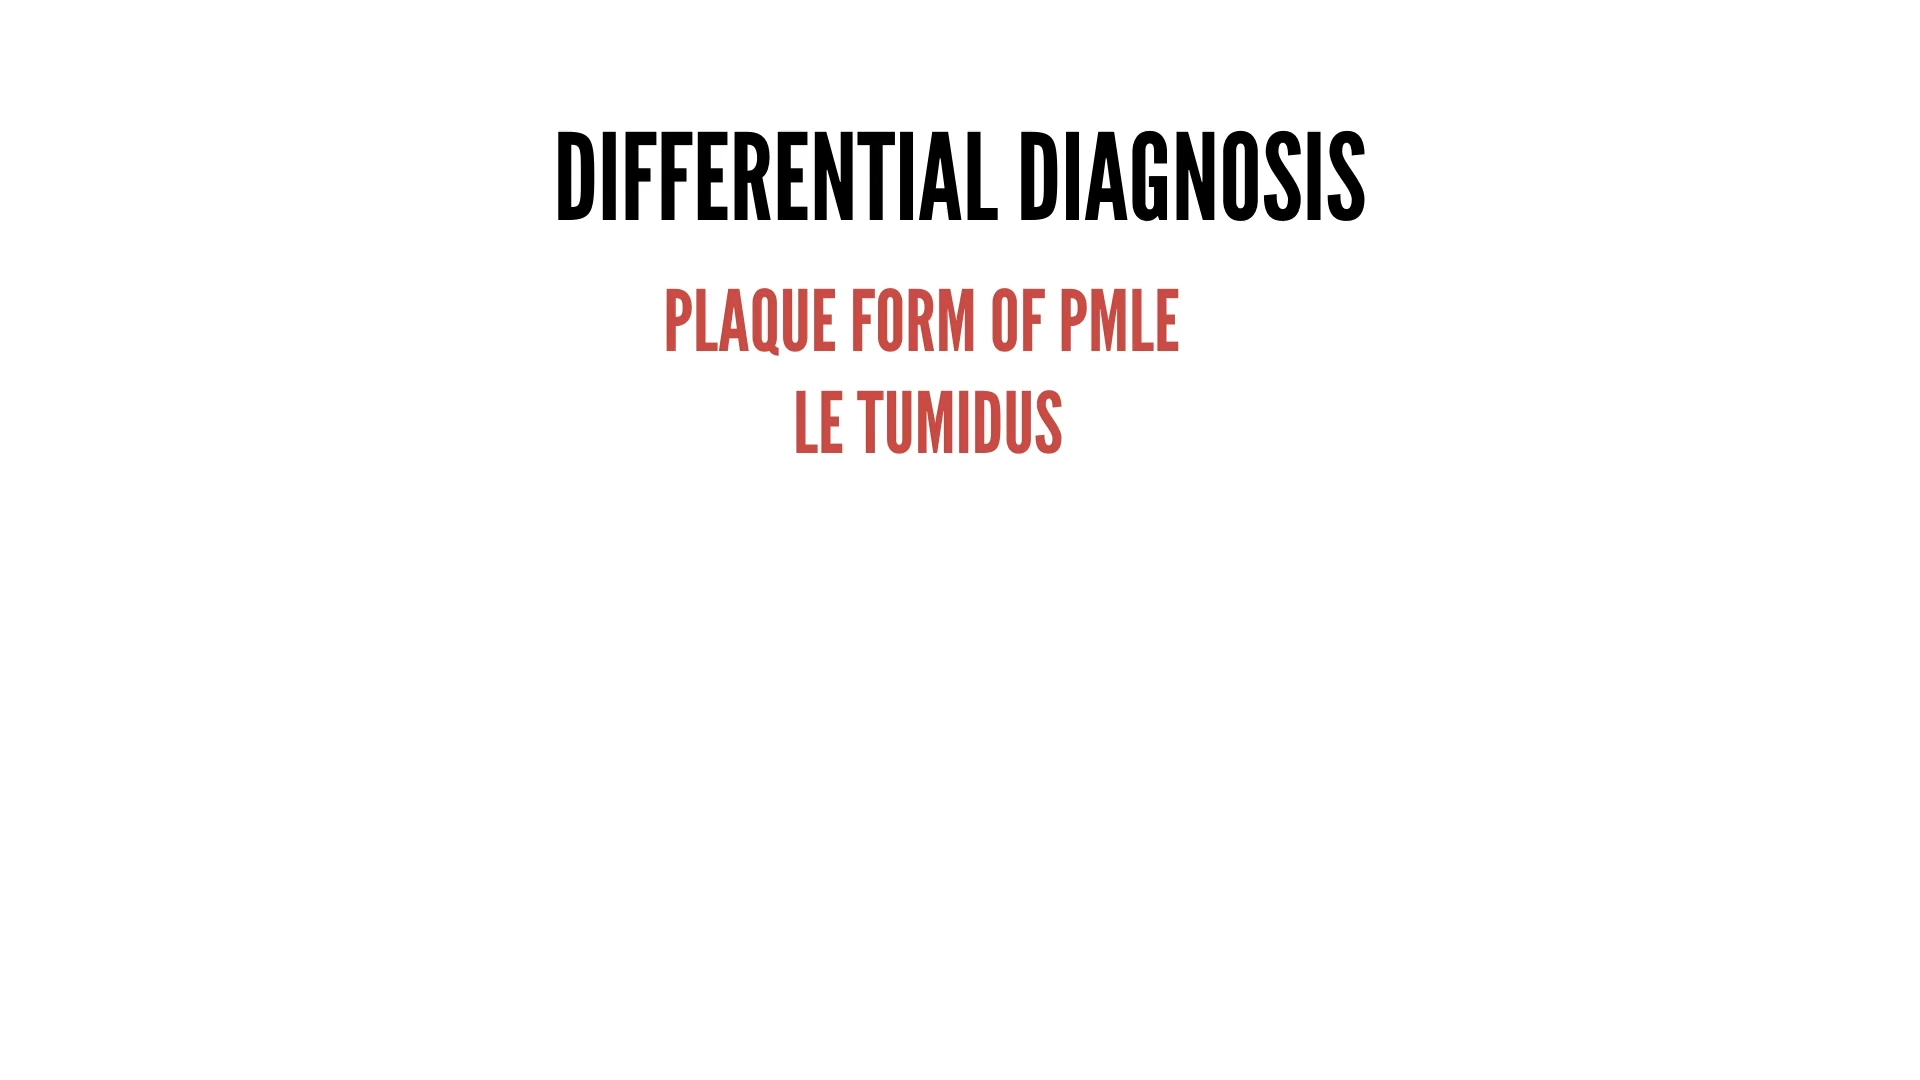 DIFFERENTIAL DIAGNOSIS
PLAQUE FORM OF PMLE
LE TUMIDUS